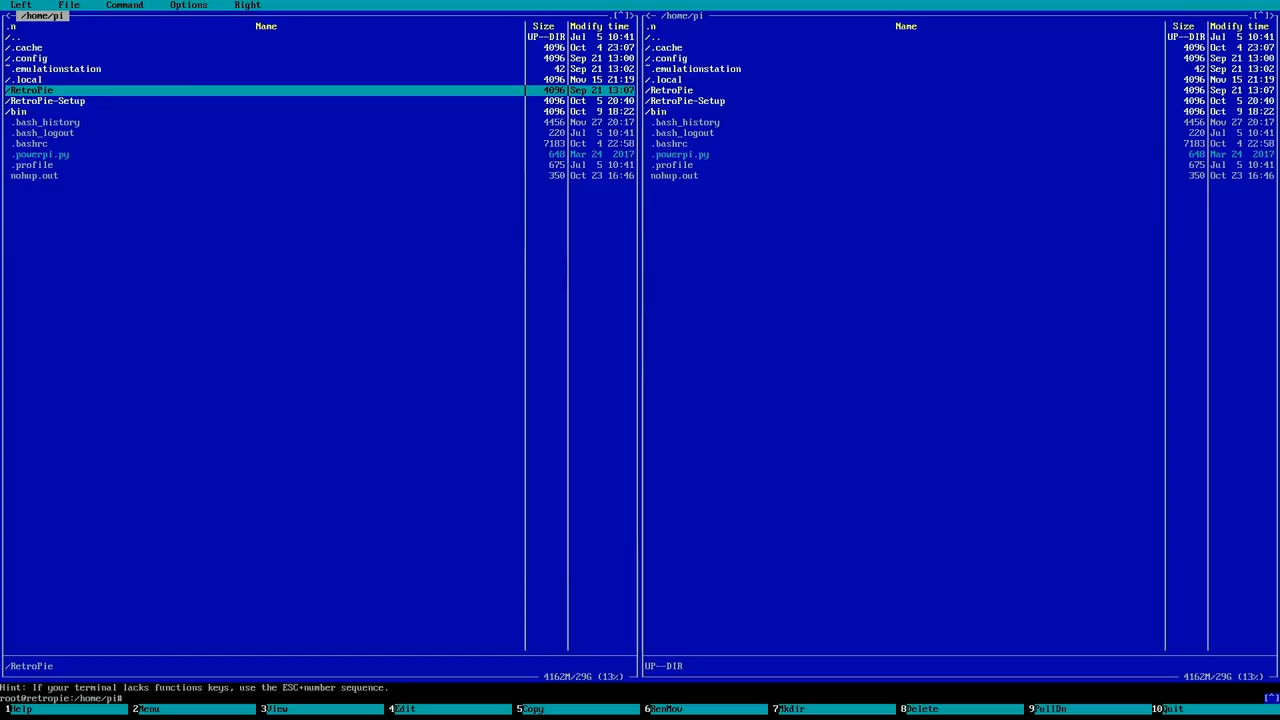 Left File Command Options Right
<─ /home/pi .[^]>
.n Name Size Modify time
/.. UP--DIR Jul 5 10:41
/.cache 4096 Oct 4 23:07
/.config 4096 Sep 21 13:00
~.emulationstation 42 Sep 21 13:02
/.local 4096 Nov 15 21:19
/RetroPie 4096 Sep 21 13:07
/RetroPie-Setup 4096 Oct 5 20:40
/bin 4096 Oct 9 18:22
.bash_history 4456 Nov 27 20:17
.bash_logout 220 Jul 5 10:41
.bashrc 7183 Oct 4 22:58
.powerpi.py 648 Mar 24 2017
.profile 675 Jul 5 10:41
nohup.out 350 Oct 23 16:46
/RetroPie
4162M/29G (13%)
<─ /home/pi .[^]>
.n Name Size Modify time
/.. UP--DIR Jul 5 10:41
/.cache 4096 Oct 4 23:07
/.config 4096 Sep 21 13:00
~.emulationstation 42 Sep 21 13:02
/.local 4096 Nov 15 21:19
/RetroPie 4096 Sep 21 13:07
/RetroPie-Setup 4096 Oct 5 20:40
/bin 4096 Oct 9 18:22
.bash_history 4456 Nov 27 20:17
.bash_logout 220 Jul 5 10:41
.bashrc 7183 Oct 4 22:58
.powerpi.py 648 Mar 24 2017
.profile 675 Jul 5 10:41
nohup.out 350 Oct 23 16:46
UP--DIR
4162M/29G (13%)
Hint: If your terminal lacks functions keys, use the ESC+number sequence.
root@retropie:/home/pi# [^]
1Help 2Menu 3View 4Edit 5Copy 6RenMov 7Mkdir 8Delete 9PullDn 10Quit